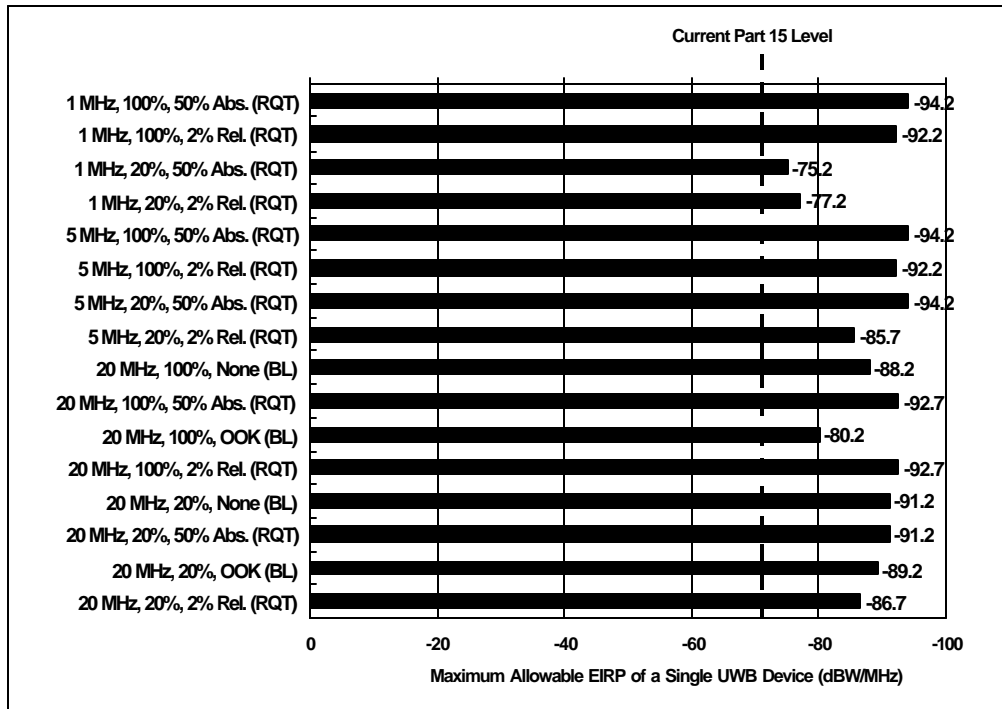 Current Part 15 Level
1 MHz, 100%, 50% Abs. (RQT) -94.2
1 MHz, 100%, 2% Rel. (RQT) -92.2
1 MHz, 20%, 50% Abs. (RQT) -75.2
1 MHz, 20%, 2% Rel. (RQT) -77.2
5 MHz, 100%, 50% Abs. (RQT) -94.2
5 MHz, 100%, 2% Rel. (RQT) -92.2
5 MHz, 20%, 50% Abs. (RQT) -94.2
5 MHz, 20%, 2% Rel. (RQT) -85.7
20 MHz, 100%, None (BL) -88.2
20 MHz, 100%, 50% Abs. (RQT) -92.7
20 MHz, 100%, OOK (BL) -80.2
20 MHz, 100%, 2% Rel. (RQT) -92.7
20 MHz, 20%, None (BL) -91.2
20 MHz, 20%, 50% Abs. (RQT) -91.2
20 MHz, 20%, OOK (BL) -89.2
20 MHz, 20%, 2% Rel. (RQT) -86.7
0 -20 -40 -60 -80 -100
Maximum Allowable EIRP of a Single UWB Device (dBW/MHz)